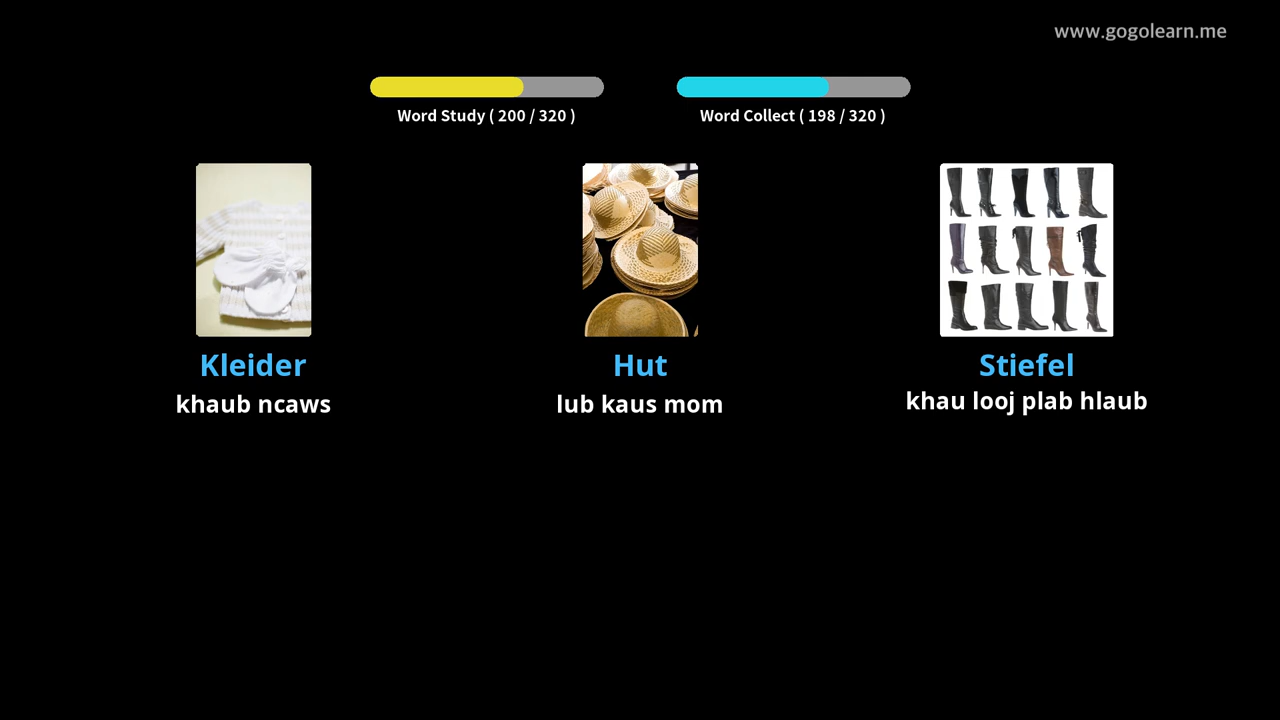 www.gogolearn.me
Word Study ( 200 / 320 )
Word Collect ( 198 / 320 )
Kleider
khaub ncaws
Hut
lub kaus mom
Stiefel
khau looj plab hlaub